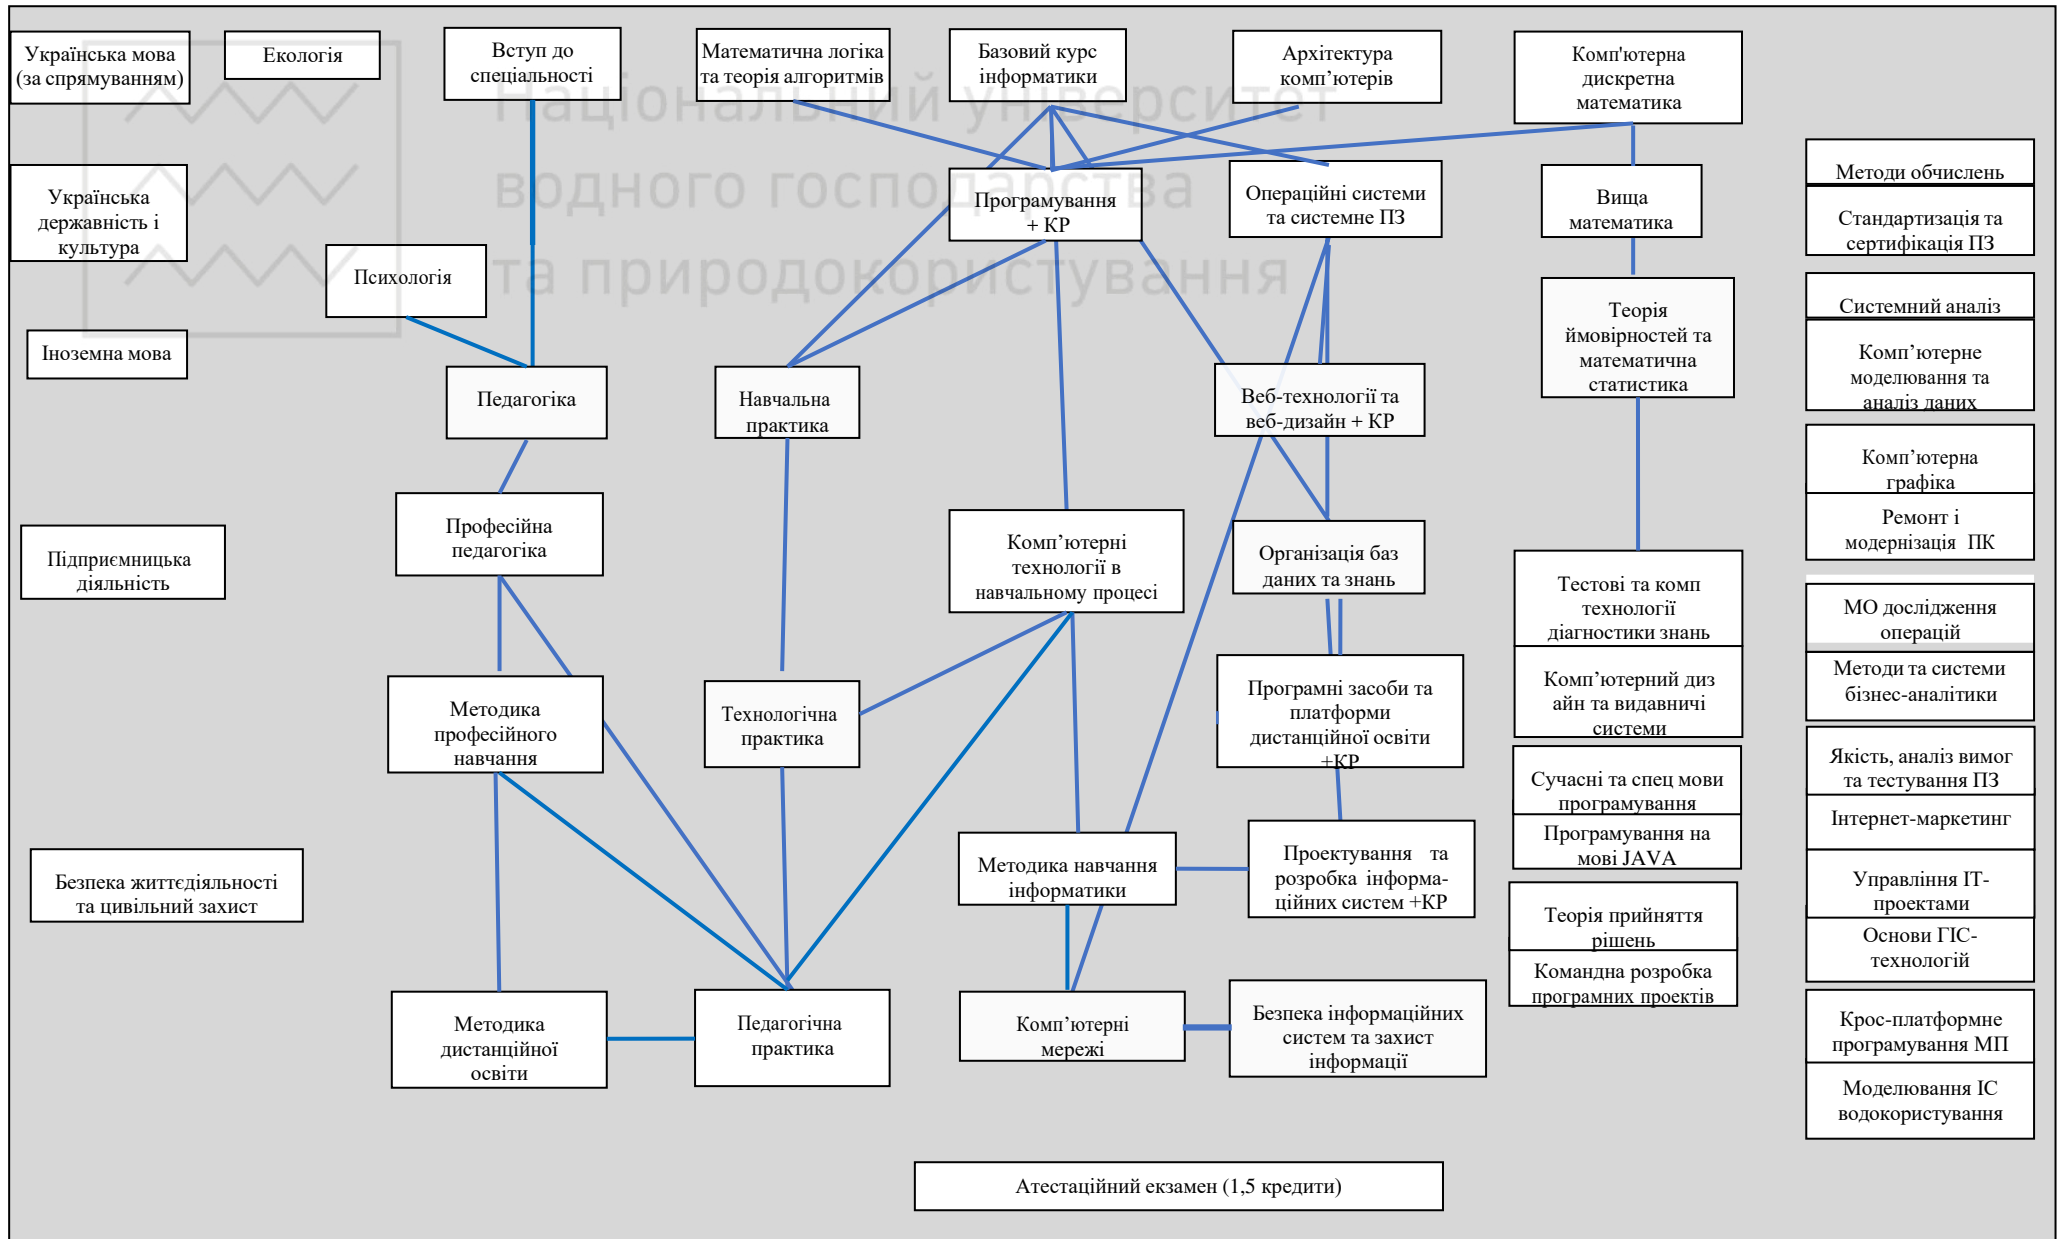 Українська мова
(за спрямуванням)
Екологія
Вступ до
спеціальності
Математична логіка
та теорія алгоритмів
Базовий курс
інформатики
Архітектура
комп’ютерів
Комп'ютерна
дискретна
математика
Національний університет
водного господарства
та природокористування
Українська
державність і
культура
Програмування
+ КР
Операційні системи
та системне ПЗ
Вища
математика
Методи обчислень
Стандартизація та
сертифікація ПЗ
Психологія
Теорія
ймовірностей та
математична
статистика
Системний аналіз
Комп’ютерне
моделювання та
аналіз даних
Іноземна мова
Педагогіка
Навчальна
практика
Веб-технології та
веб-дизайн + КР
Комп’ютерна
графіка
Ремонт і
модернізація ПК
Підприємницька
діяльність
Професійна
педагогіка
Комп’ютерні
технології в
навчальному процесі
Організація баз
даних та знань
Тестові та комп
технології
діагностики знань
Комп’ютерний диз
айн та видавничі
системи
МО дослідження
операцій
Методи та системи
бізнес-аналітики
Методика
професійного
навчання
Технологічна
практика
Програмні засоби та
платформи
дистанційної освіти
+КР
Сучасні та спец мови
програмування
Програмування на
мові JAVA
Якість, аналіз вимог
та тестування ПЗ
Інтернет-маркетинг
Безпека життєдіяльності
та цивільний захист
Методика навчання
інформатики
Проектування та
розробка інформа-
ційних систем +КР
Теорія прийняття
рішень
Командна розробка
програмних проектів
Управління ІТ-
проектами
Основи ГІС-
технологій
Методика
дистанційної
освіти
Педагогічна
практика
Комп’ютерні
мережі
Безпека інформаційних
систем та захист
інформації
Крос-платформне
програмування МП
Моделювання ІС
водокористування
Атестаційний екзамен (1,5 кредити)